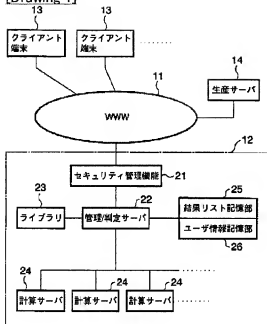 [Drawing 1]
13 13
クライアント端末 クライアント端末
11
14
WWW
生産サーバ
12
セキュリティ管理機能 21
23 22 25
ライブラリ 管理/判定サーバ 結果リスト記憶部
ユーザ情報記憶部
26
24 24 24
計算サーバ 計算サーバ 計算サーバ